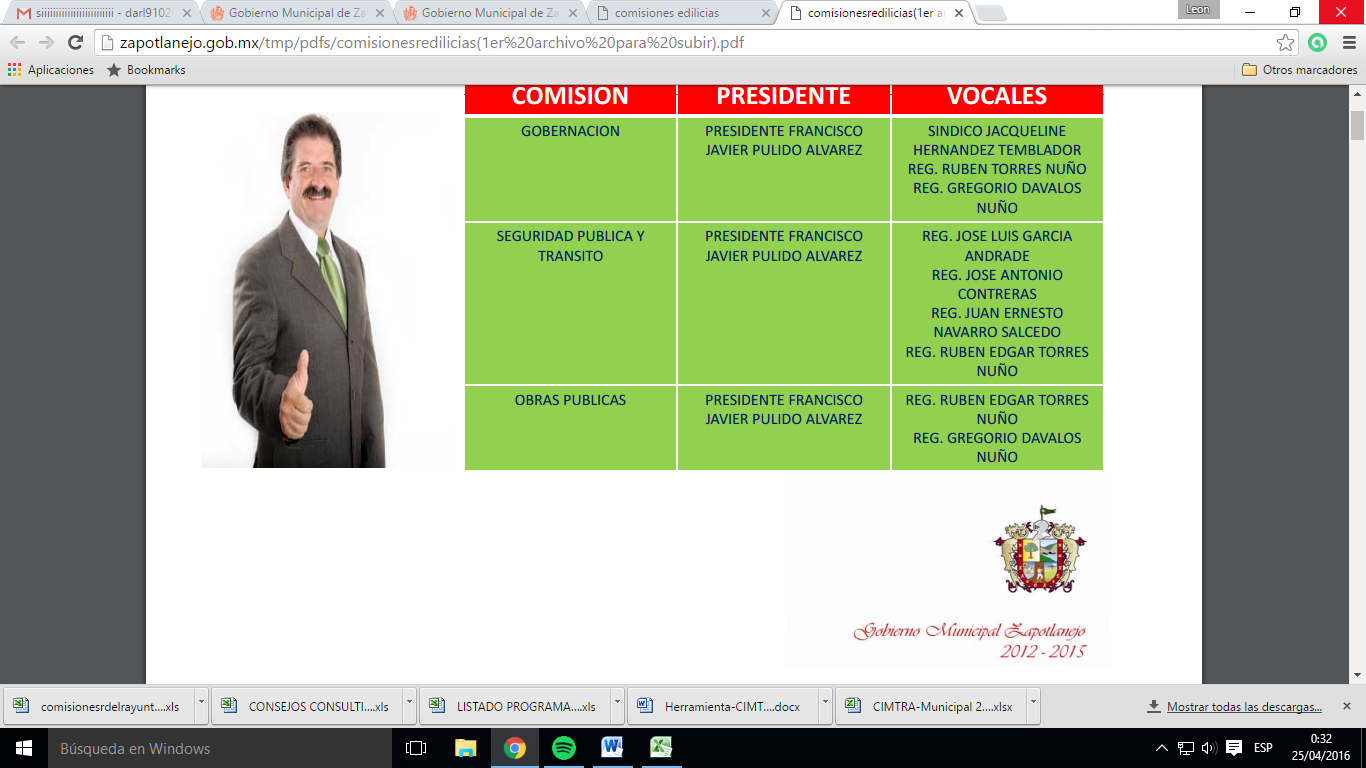 siiiiiiiiiiiiiiiiiiiiiiiii - darl9102
Gobierno Municipal de Za
Gobierno Municipal de Za
comisiones edilicias
comisionesredilicias(1er a
Leon
zapotlanejo.gob.mx/tmp/pdfs/comisionesredilicias(1er%20archivo%20para%20subir).pdf
Aplicaciones
Bookmarks
Otros marcadores
COMISION
PRESIDENTE
VOCALES
GOBERNACION
PRESIDENTE FRANCISCO
JAVIER PULIDO ALVAREZ
SINDICO JACQUELINE
HERNANDEZ TEMBLADOR
REG. RUBEN TORRES NUÑO
REG. GREGORIO DAVALOS
NUÑO
SEGURIDAD PUBLICA Y
TRANSITO
PRESIDENTE FRANCISCO
JAVIER PULIDO ALVAREZ
REG. JOSE LUIS GARCIA
ANDRADE
REG. JOSE ANTONIO
CONTRERAS
REG. JUAN ERNESTO
NAVARRO SALCEDO
REG. RUBEN EDGAR TORRES
NUÑO
OBRAS PUBLICAS
PRESIDENTE FRANCISCO
JAVIER PULIDO ALVAREZ
REG. RUBEN EDGAR TORRES
NUÑO
REG. GREGORIO DAVALOS
NUÑO
Gobierno Municipal Zapotlanejo
2012 - 2015
comisionesrdelrayunt....xls
CONSEJOS CONSULTI....xls
LISTADO PROGRAMA....xls
Herramienta-CIMT....docx
CIMTRA-Municipal 2....xlsx
Mostrar todas las descargas...
Búsqueda en Windows
ESP
0:32
25/04/2016